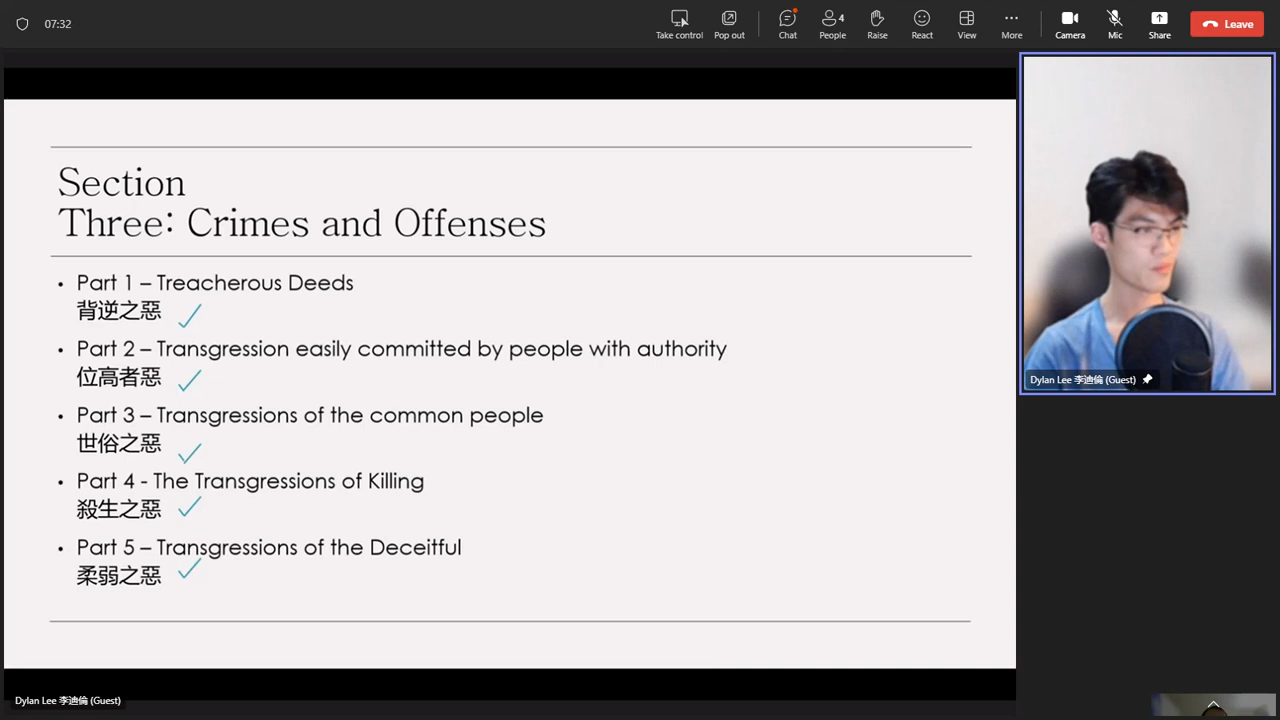 07:32
Take control
Pop out
Chat
4
People
Raise
React
View
More
Camera
Mic
Share
Leave
Section
Three: Crimes and Offenses
• Part 1 – Treacherous Deeds
背逆之惡
• Part 2 – Transgression easily committed by people with authority
位高者惡
• Part 3 – Transgressions of the common people
世俗之惡
• Part 4 - The Transgressions of Killing
殺生之惡
• Part 5 – Transgressions of the Deceitful
柔弱之惡
Dylan Lee 李迪倫 (Guest)
Dylan Lee 李迪倫 (Guest)